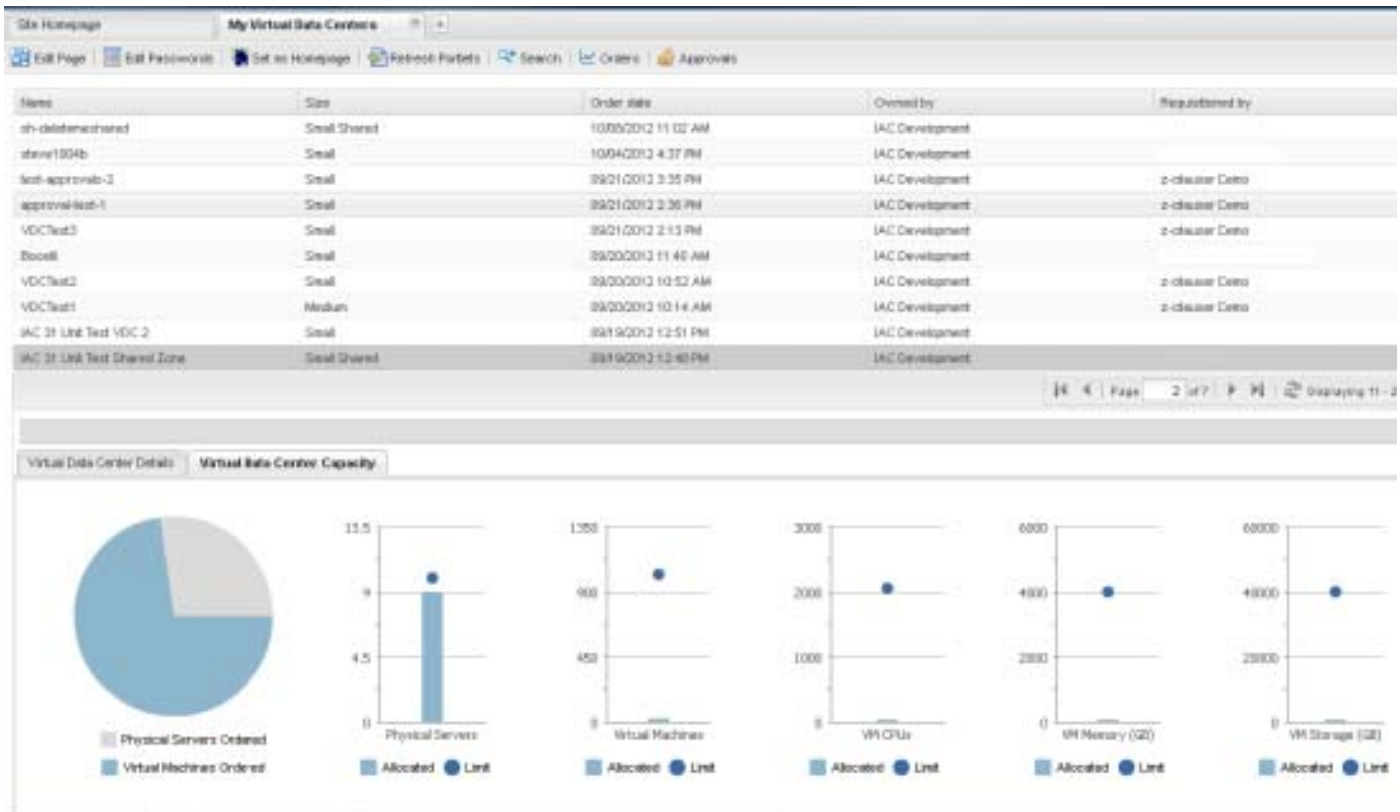 Site Homepage My Virtual Data Centers
Edit Page Edit Passwords Set as Homepage Refresh Portlets Search Orders Approvals
Name Size Order date Owned by Requisitioned by
sh-deletemeshared Small Shared 11:02 AM IAC Development
steve1004b Small 10/04/2012 4:37 PM IAC Development
test-approvals-2 Small 09/21/2012 3:35 PM IAC Development Demo
approval-test-1 Small 09/21/2012 2:36 PM IAC Development Demo
VDCTest3 Small 09/21/2012 2:13 PM IAC Development Demo
Small 09/20/2012 11:40 AM IAC Development
VDCTest2 Small 09/20/2012 10:52 AM IAC Development Demo
VDCTest1 Medium 09/20/2012 10:14 AM IAC Development Demo
IAC 31 Unit Test VDC 2 Small 09/19/2012 12:51 PM IAC Development
IAC 31 Unit Test Shared Zone Small Shared 09/19/2012 12:48 PM IAC Development
Page 2 of 7 Displaying 11 - 2
Virtual Data Center Details Virtual Data Center Capacity
13.5 1350 3000 6000 60000
9 900 2000 4000 40000
4.5 450 1000 2000 20000
0 0 0 0 0
Physical Servers Virtual Machines VM CPUs VM Memory (GB) VM Storage (GB)
Physical Servers Ordered
Virtual Machines Ordered
Allocated Limit Allocated Limit Allocated Limit Allocated Limit Allocated Limit